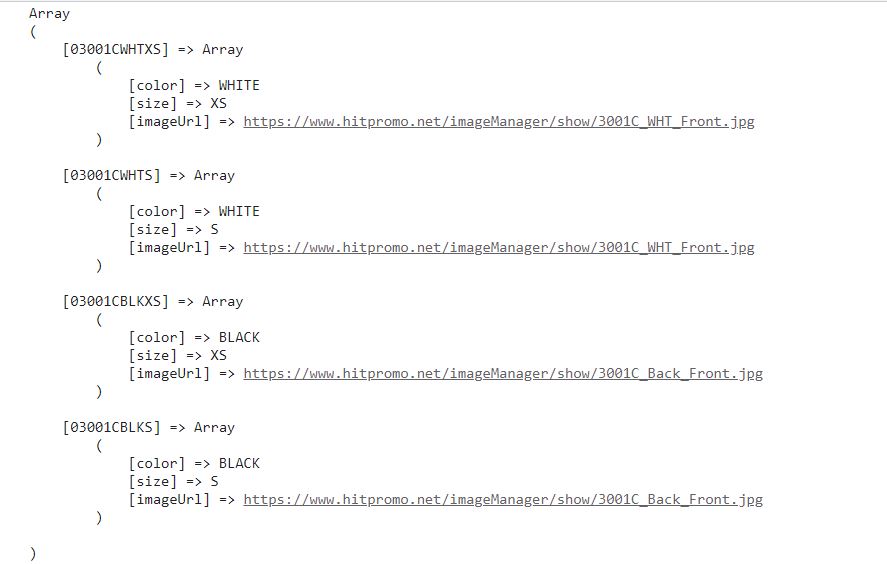 Array
(
    [03001CWHTXS] => Array
        (
            [color] => WHITE
            [size] => XS
            [imageUrl] => https://www.hitpromo.net/imageManager/show/3001C_WHT_Front.jpg
        )

    [03001CWHTS] => Array
        (
            [color] => WHITE
            [size] => S
            [imageUrl] => https://www.hitpromo.net/imageManager/show/3001C_WHT_Front.jpg
        )

    [03001CBLKXS] => Array
        (
            [color] => BLACK
            [size] => XS
            [imageUrl] => https://www.hitpromo.net/imageManager/show/3001C_Back_Front.jpg
        )

    [03001CBLKS] => Array
        (
            [color] => BLACK
            [size] => S
            [imageUrl] => https://www.hitpromo.net/imageManager/show/3001C_Back_Front.jpg
        )

)